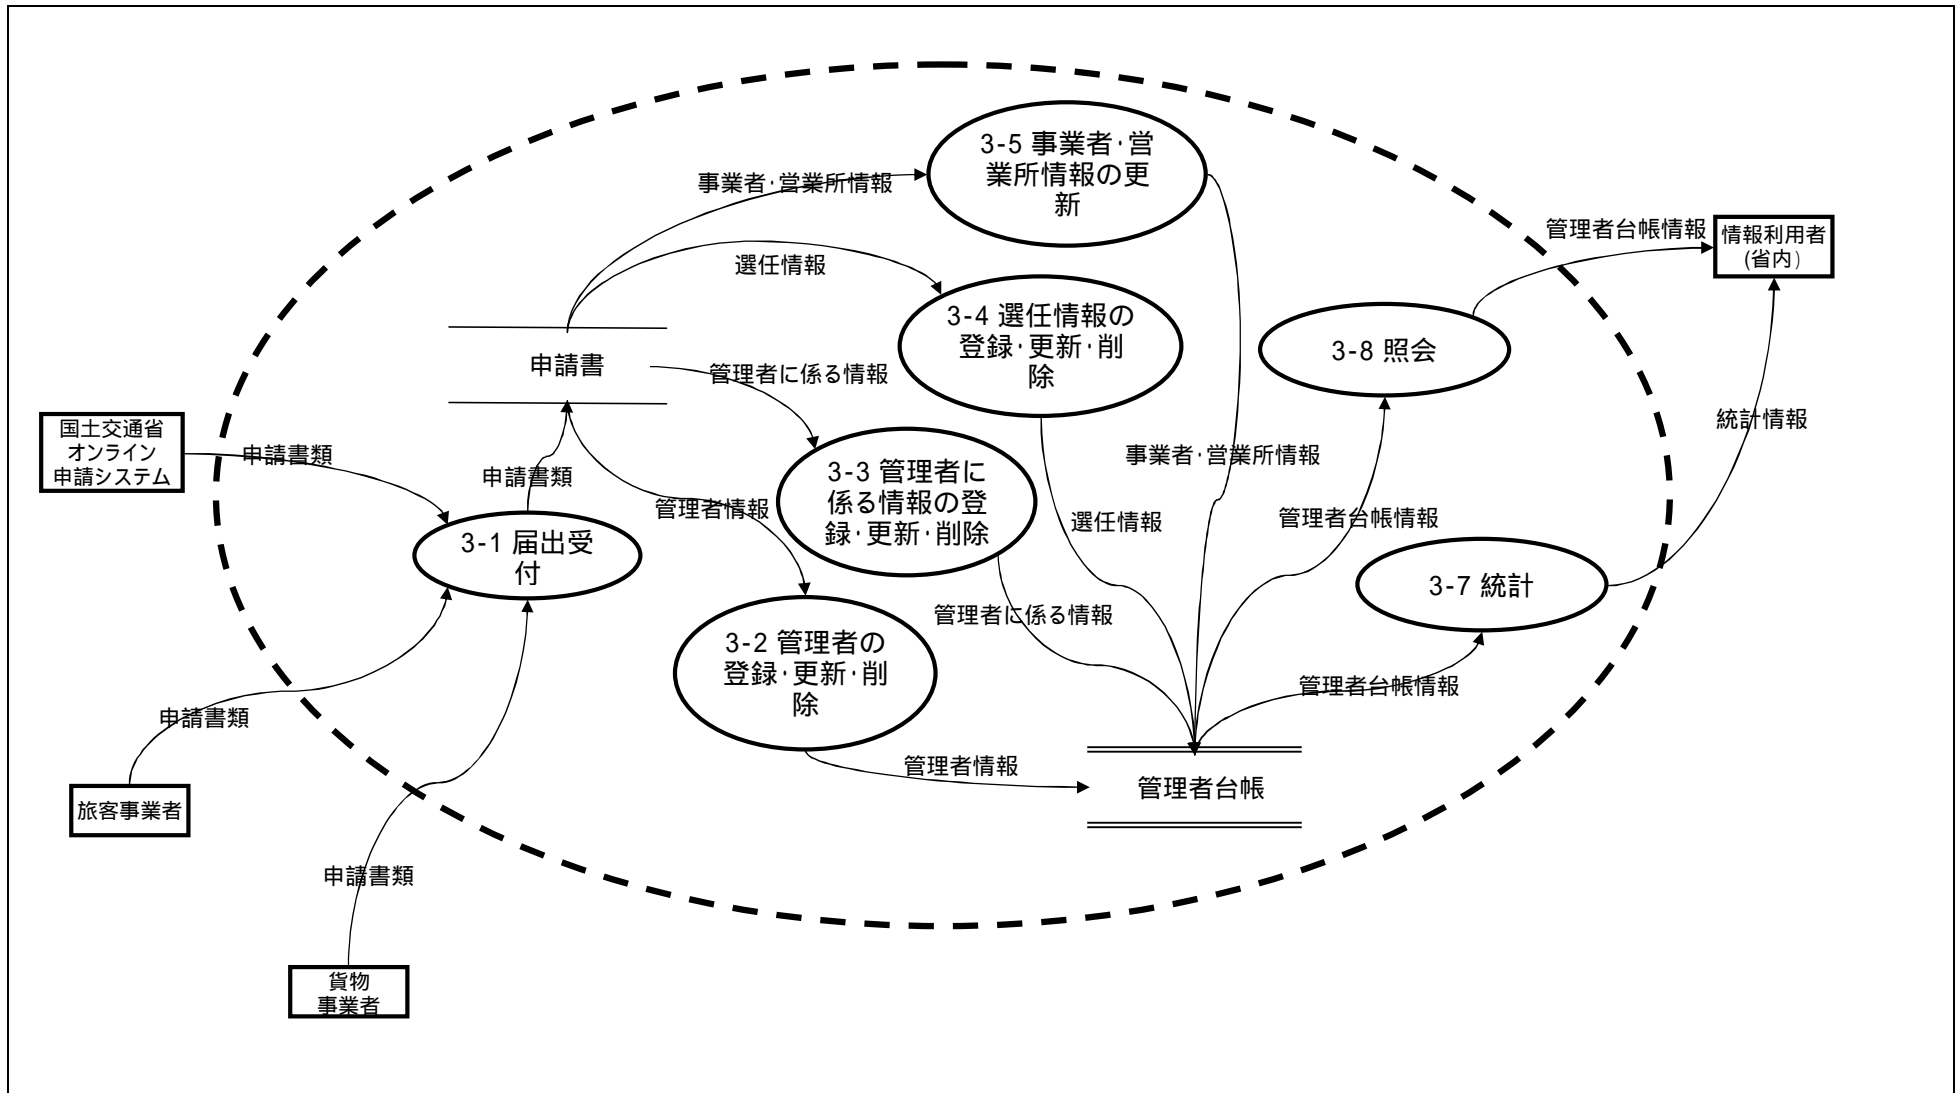 3-5 事業者･営
業所情報の更
新
事業者･営業所情報
選任情報
3-4 選任情報の
登録･更新･削
除
管理者台帳情報
情報利用者
(省内)
3-8 照会
申請書
管理者に係る情報
国土交通省
オンライン
申請システム
申請書類
申請書類
3-3 管理者に
係る情報の登
録･更新･削除
事業者･営業所情報
統計情報
管理者情報
選任情報
管理者台帳情報
3-1 届出受
付
3-7 統計
管理者に係る情報
3-2 管理者の
登録･更新･削
除
管理者台帳情報
申請書類
管理者情報
管理者台帳
旅客事業者
申請書類
貨物
事業者